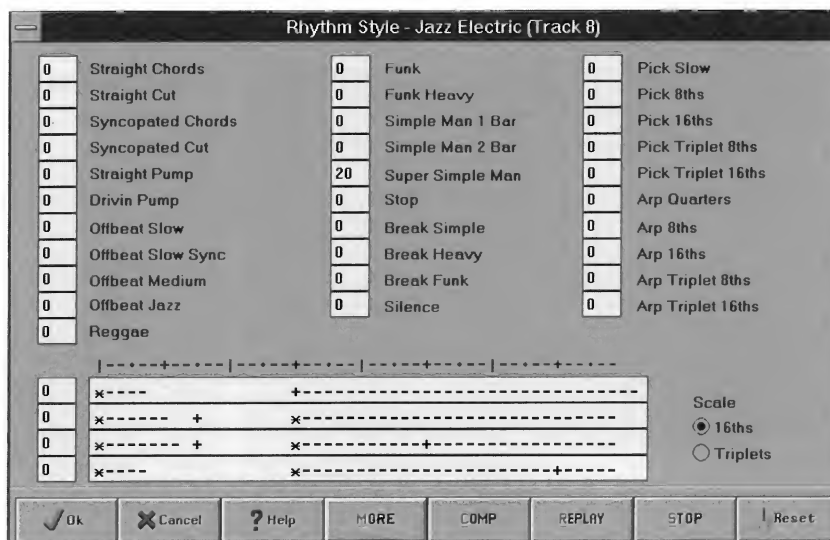 Rhythm Style - Jazz Electric (Track 8)
0 Straight Chords
0 Straight Cut
0 Syncopated Chords
0 Syncopated Cut
0 Straight Pump
0 Drivin Pump
0 Offbeat Slow
0 Offbeat Slow Sync
0 Offbeat Medium
0 Offbeat Jazz
0 Reggae
0 Funk
0 Funk Heavy
0 Simple Man 1 Bar
0 Simple Man 2 Bar
20 Super Simple Man
0 Stop
0 Break Simple
0 Break Heavy
0 Break Funk
0 Silence
0 Pick Slow
0 Pick 8ths
0 Pick 16ths
0 Pick Triplet 8ths
0 Pick Triplet 16ths
0 Arp Quarters
0 Arp 8ths
0 Arp 16ths
0 Arp Triplet 8ths
0 Arp Triplet 16ths
|--·--+--·--|--·--+--·--|--·--+--·--|--·--+--·--
0 *---- +--------------------------
0 *------- + *------------------------
0 *------- + *----------+-------------
0 *---- *--------------------+----
Scale
16ths
Triplets
Ok
Cancel
? Help
MORE
COMP
REPLAY
STOP
Reset